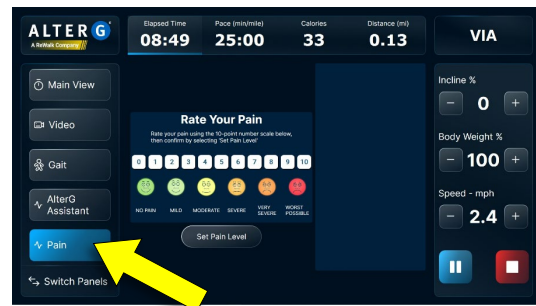 ALTER G
A ReWalk Company
Elapsed Time
08:49
Pace (min/mile)
25:00
Calories
33
Distance (mi)
0.13
VIA
Main View
Video
Gait
AlterG
Assistant
Pain
Switch Panels
Rate Your Pain
Rate your pain using the 10-point number scale below,
then confirm by selecting 'Set Pain Level'
0 1 2 3 4 5 6 7 8 9 10
NO PAIN MILD MODERATE SEVERE VERY SEVERE WORST POSSIBLE
Set Pain Level
Incline %
- 0 +
Body Weight %
- 100 +
Speed - mph
- 2.4 +